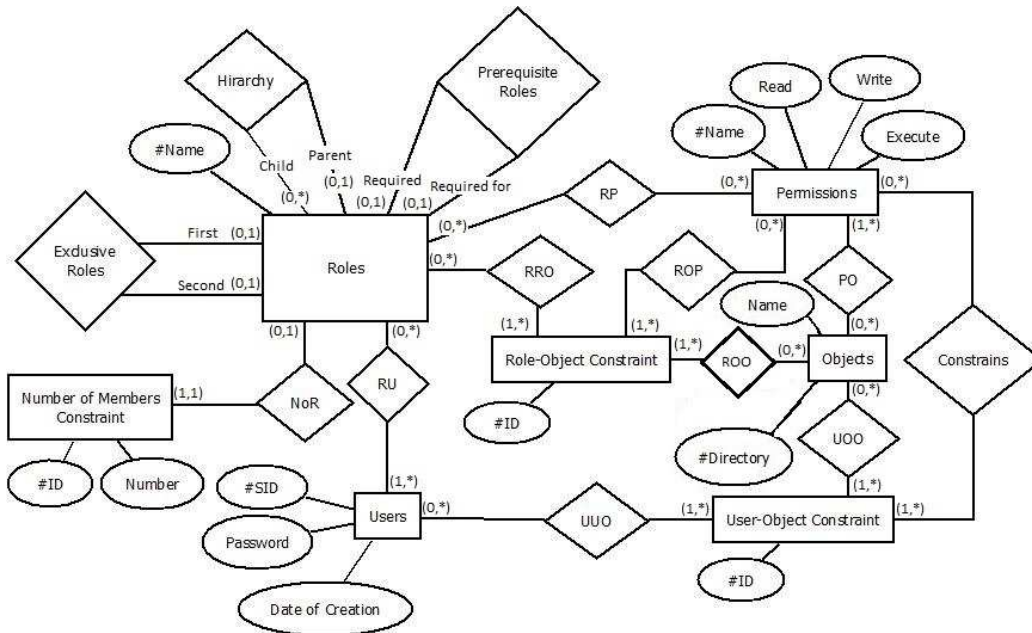 Hirarchy
Prerequisite
Roles
Read
Write
#Name
Execute
#Name
Child
Parent
(0,1)
(0,*)
Required
(0,1)
Required for
(0,1)
RP
(0,*)
Permissions
(0,*)
(0,*)
(0,*)
(1,*)
Exclusive
Roles
First
(0,1)
Second
(0,1)
Roles
(0,*)
RRO
ROP
PO
Name
(0,1)
(0,*)
(1,*)
(1,*)
(0,*)
Role-Object Constraint
(1,*)
ROO
(0,*)
Objects
Constrains
(0,*)
RU
Number of Members
Constraint
(1,1)
NoR
#ID
UOO
#Directory
#ID
Number
#SID
(1,*)
(1,*)
Users
(0,*)
UUO
(1,*)
User-Object Constraint
(1,*)
Password
#ID
Date of Creation